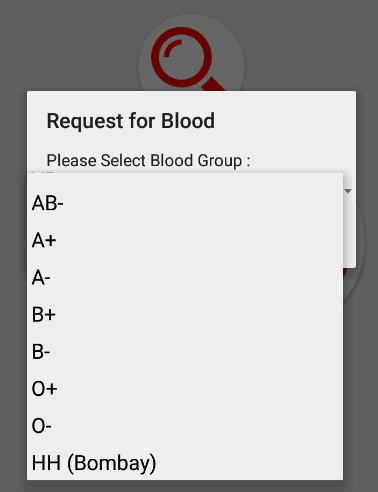 Request for Blood
Please Select Blood Group :
AB-
A+
A-
B+
B-
O+
O-
HH (Bombay)